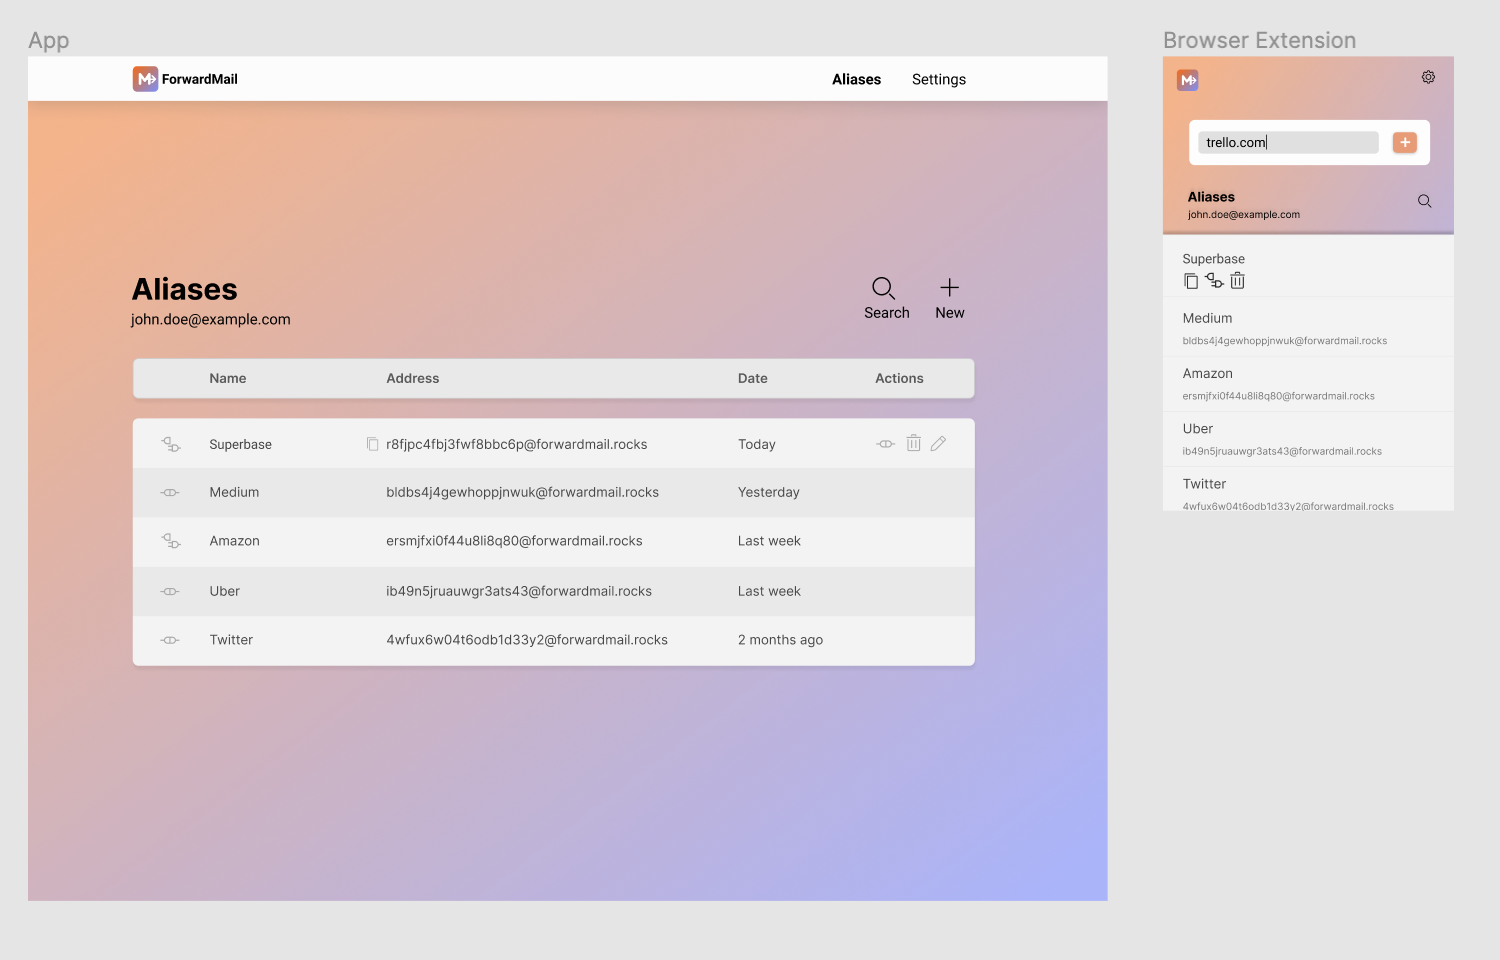 App
ForwardMail
Aliases
Settings
Aliases
john.doe@example.com
Search
New
Name Address Date Actions
Superbase r8fjpc4fbj3fwf8bbc6p@forwardmail.rocks Today
Medium bldbs4j4gewhoppjnwuk@forwardmail.rocks Yesterday
Amazon ersmjfxi0f44u8li8q80@forwardmail.rocks Last week
Uber ib49n5jruauwgr3ats43@forwardmail.rocks Last week
Twitter 4wfux6w04t6odb1d33y2@forwardmail.rocks 2 months ago
Browser Extension
trello.com
Aliases
john.doe@example.com
Superbase
Medium
bldbs4j4gewhoppjnwuk@forwardmail.rocks
Amazon
ersmjfxi0f44u8li8q80@forwardmail.rocks
Uber
ib49n5jruauwgr3ats43@forwardmail.rocks
Twitter
4wfux6w04t6odb1d33y2@forwardmail.rocks